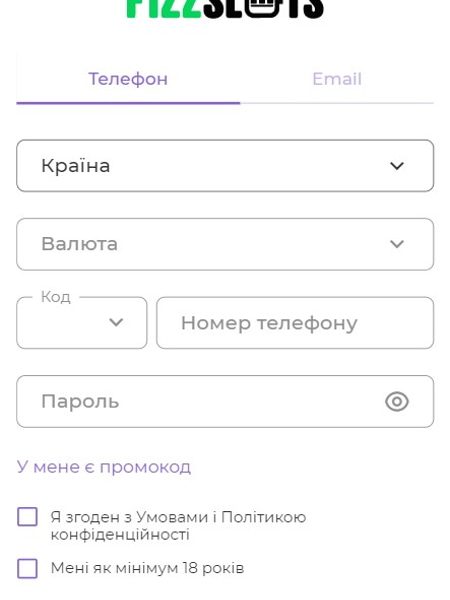 FIZZSLOTS
Телефон
Email
Країна
Валюта
Код
Номер телефону
Пароль
У мене є промокод
Я згоден з Умовами і Політикою
конфіденційності
Мені як мінімум 18 років